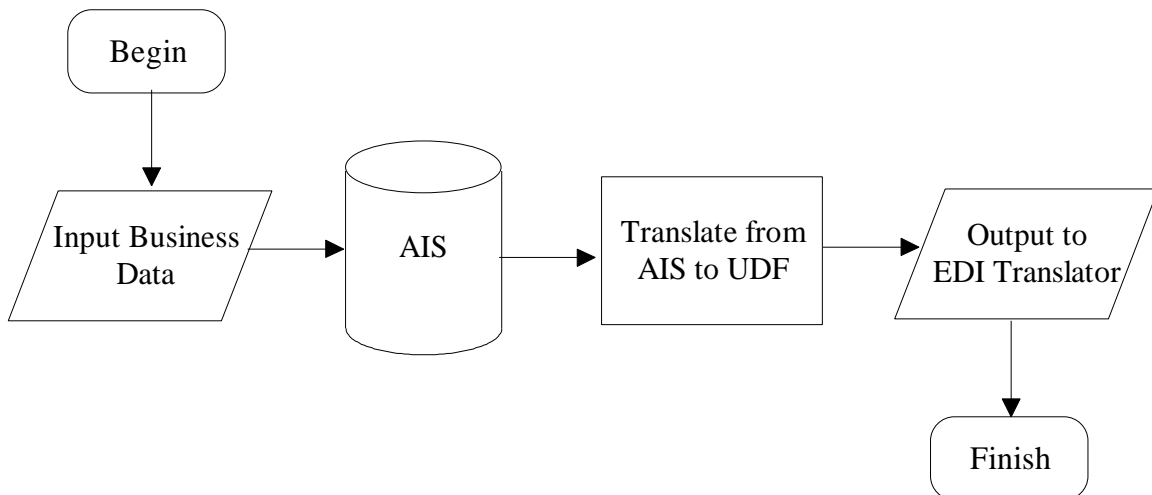 Begin
Input Business
Data
AIS
Translate from
AIS to UDF
Output to
EDI Translator
Finish